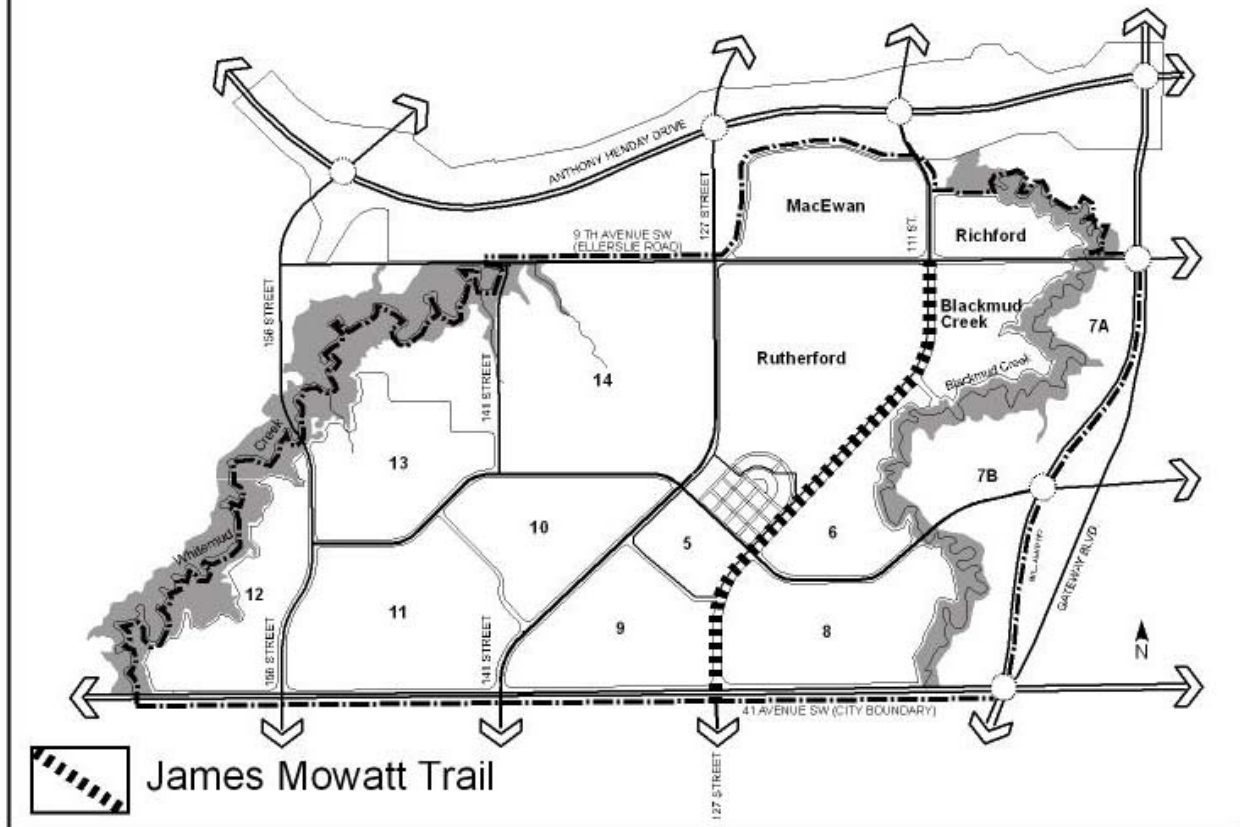 ANTHONY HENDAY DRIVE
127 STREET
MacEwan
111 ST.
Richford
9 TH AVENUE SW
(ELLERSLIE ROAD)
156 STREET
141 STREET
14
Rutherford
Blackmud
Creek
7A
Blackmud Creek
Creek
13
10
5
6
7B
Whitemud
12
11
9
8
GATEWAY BLVD
156 STREET
141 STREET
N
41 AVENUE SW (CITY BOUNDARY)
127 STREET
James Mowatt Trail